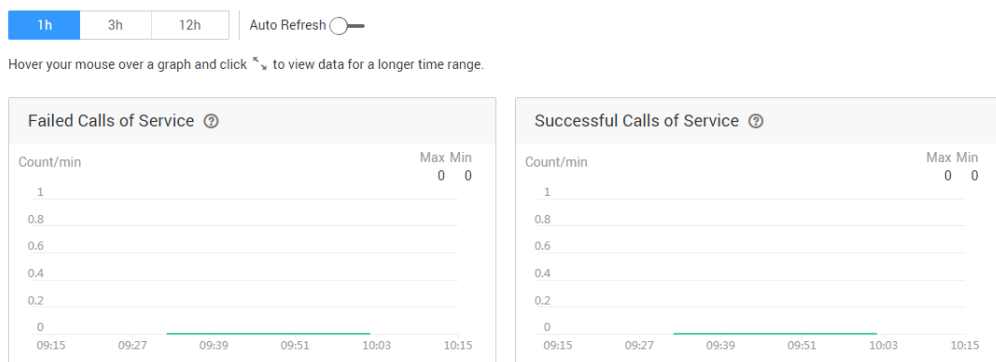 1h 3h 12h Auto Refresh
Hover your mouse over a graph and click to view data for a longer time range.
Failed Calls of Service ?
Count/min Max Min
0 0
1
0.8
0.6
0.4
0.2
0
09:15 09:27 09:39 09:51 10:03 10:15
Successful Calls of Service ?
Count/min Max Min
0 0
1
0.8
0.6
0.4
0.2
0
09:15 09:27 09:39 09:51 10:03 10:15